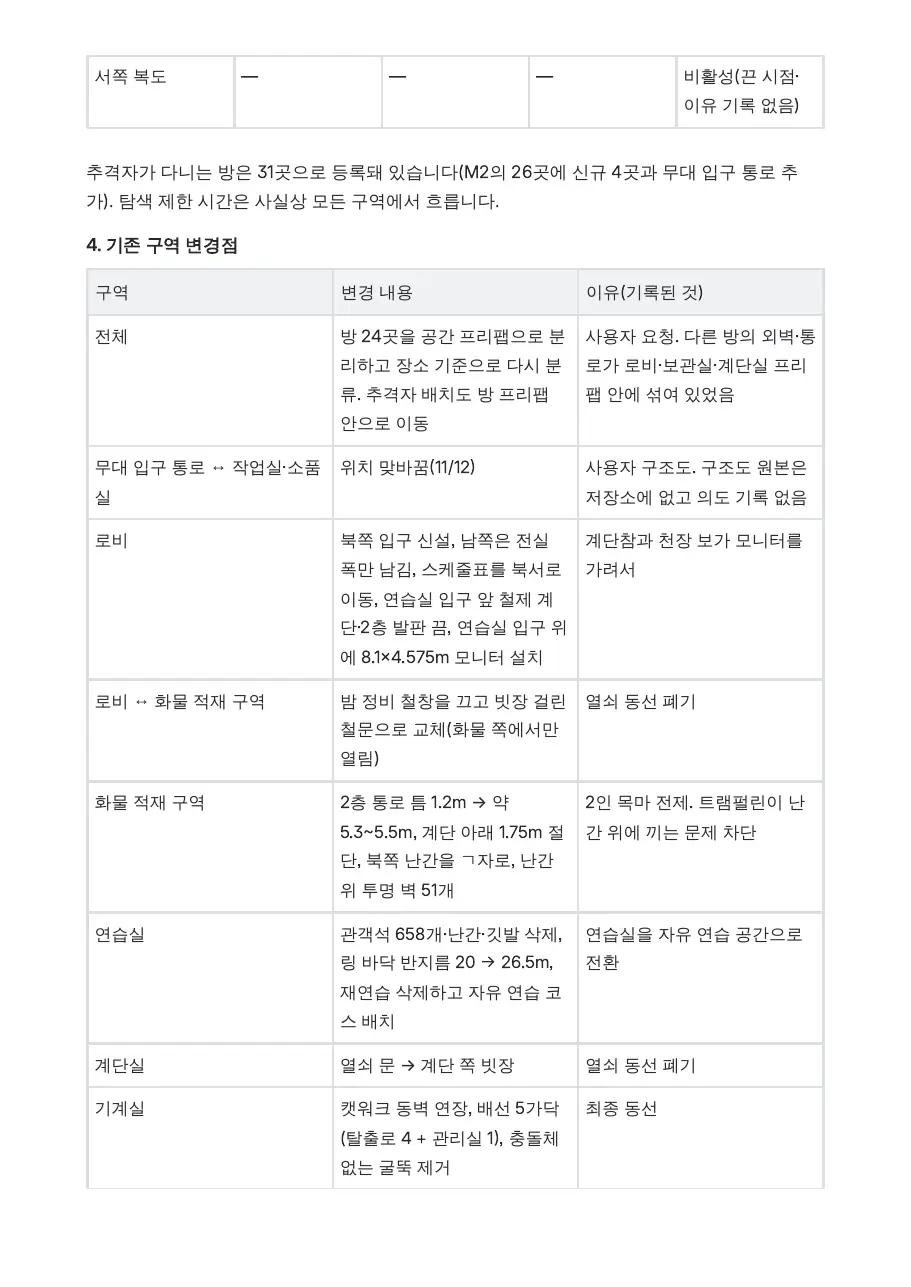 서쪽 복도
—
—
—
비활성(끈 시점·
이유 기록 없음)
추격자가 다니는 방은 31곳으로 등록돼 있습니다(M2의 26곳에 신규 4곳과 무대 입구 통로 추
가). 탐색 제한 시간은 사실상 모든 구역에서 흐릅니다.
4. 기존 구역 변경점
구역
변경 내용
이유(기록된 것)
전체
방 24곳을 공간 프리팹으로 분
리하고 장소 기준으로 다시 분
류. 추격자 배치도 방 프리팹
안으로 이동
사용자 요청. 다른 방의 외벽·통
로가 로비·보관실·계단실 프리
팹 안에 섞여 있었음
무대 입구 통로 ↔ 작업실·소품
실
위치 맞바꿈(11/12)
사용자 구조도. 구조도 원본은
저장소에 없고 의도 기록 없음
로비
북쪽 입구 신설, 남쪽은 전실
폭만 남김, 스케줄표를 북서로
이동, 연습실 입구 앞 철제 계
단·2층 발판 끔, 연습실 입구 위
에 8.1×4.575m 모니터 설치
계단참과 천장 보가 모니터를
가려서
로비 ↔ 화물 적재 구역
밤 정비 철창을 끄고 빗장 걸린
철문으로 교체(화물 쪽에서만
열림)
열쇠 동선 폐기
화물 적재 구역
2층 통로 틈 1.2m → 약
5.3~5.5m, 계단 아래 1.75m 절
단, 북쪽 난간을 ㄱ자로, 난간
위 투명 벽 51개
2인 목마 전제. 트램펄린이 난
간 위에 끼는 문제 차단
연습실
관객석 658개·난간·깃발 삭제,
링 바닥 반지름 20 → 26.5m,
재연습 삭제하고 자유 연습 코
스 배치
연습실을 자유 연습 공간으로
전환
계단실
열쇠 문 → 계단 쪽 빗장
열쇠 동선 폐기
기계실
캣워크 동벽 연장, 배선 5가닥
(탈출로 4 + 관리실 1), 충돌체
없는 굴뚝 제거
최종 동선